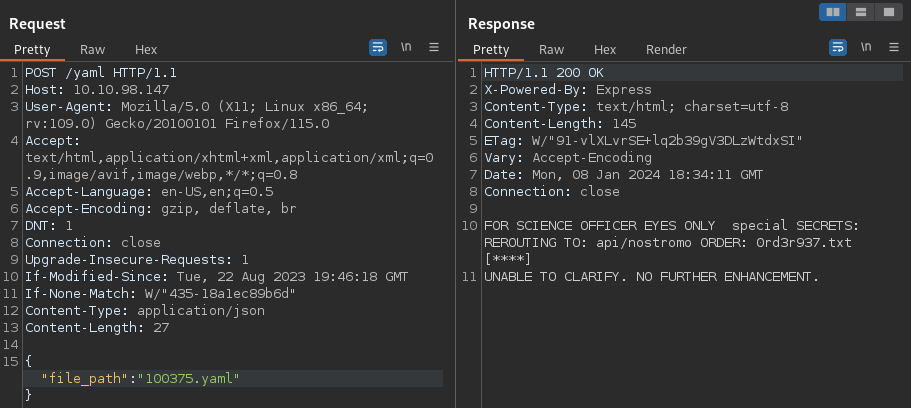 Request
Pretty Raw Hex \n
1 POST /yaml HTTP/1.1
2 Host: 10.10.98.147
3 User-Agent: Mozilla/5.0 (X11; Linux x86_64;
rv:109.0) Gecko/20100101 Firefox/115.0
4 Accept:
text/html,application/xhtml+xml,application/xml;q=0
.9,image/avif,image/webp,*/*;q=0.8
5 Accept-Language: en-US,en;q=0.5
6 Accept-Encoding: gzip, deflate, br
7 DNT: 1
8 Connection: close
9 Upgrade-Insecure-Requests: 1
10 If-Modified-Since: Tue, 22 Aug 2023 19:46:18 GMT
11 If-None-Match: W/"435-18a1ec89b6d"
12 Content-Type: application/json
13 Content-Length: 27
14
15 {
"file_path":"100375.yaml"
}
Response
Pretty Raw Hex Render \n
1 HTTP/1.1 200 OK
2 X-Powered-By: Express
3 Content-Type: text/html; charset=utf-8
4 Content-Length: 145
5 ETag: W/"91-vlXLvrSE+lq2b39gV3DLzWtdxSI"
6 Vary: Accept-Encoding
7 Date: Mon, 08 Jan 2024 18:34:11 GMT
8 Connection: close
9
10 FOR SCIENCE OFFICER EYES ONLY  special SECRETS:
REROUTING TO: api/nostromo ORDER: 0rd3r937.txt
[****]
11 UNABLE TO CLARIFY. NO FURTHER ENHANCEMENT.